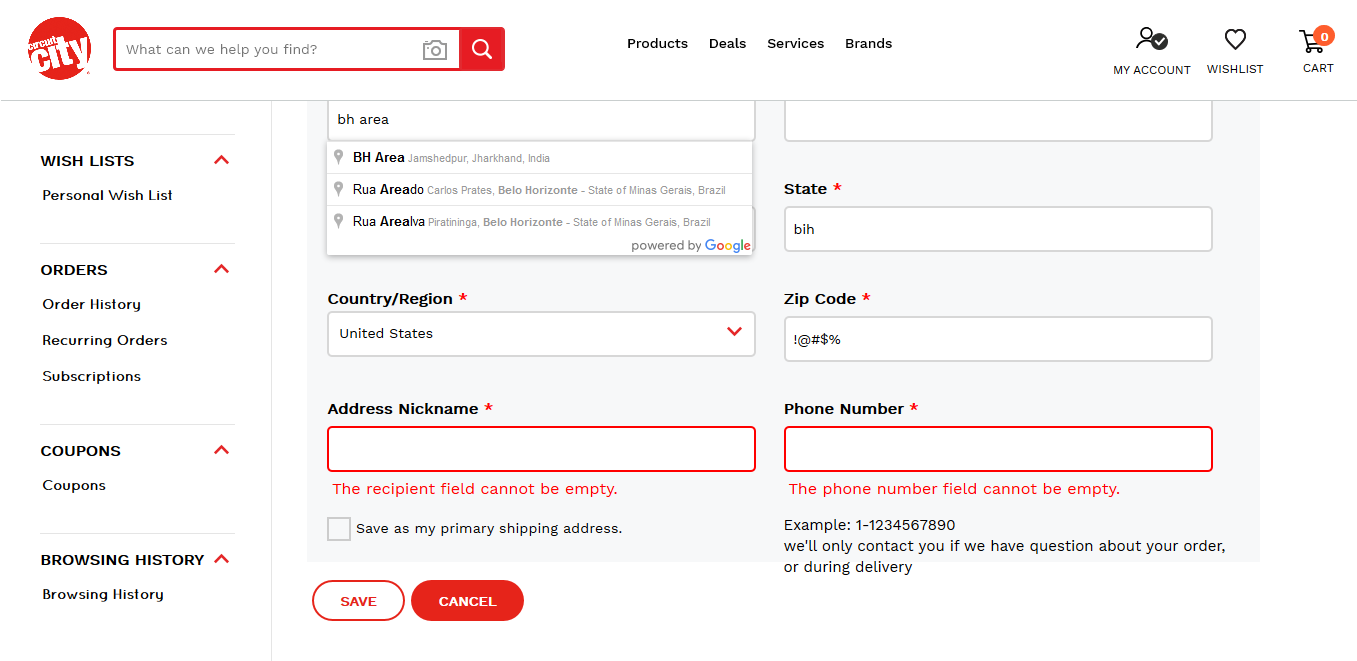 circuit
city
What can we help you find?
Products
Deals
Services
Brands
MY ACCOUNT
WISHLIST
0
CART
WISH LISTS
Personal Wish List
ORDERS
Order History
Recurring Orders
Subscriptions
COUPONS
Coupons
BROWSING HISTORY
Browsing History
bh area
BH Area Jamshedpur, Jharkhand, India
Rua Areado Carlos Prates, Belo Horizonte - State of Minas Gerais, Brazil
Rua Arealva Piratininga, Belo Horizonte - State of Minas Gerais, Brazil
powered by Google
State *
bih
Country/Region *
United States
Zip Code *
!@#$%
Address Nickname *
The recipient field cannot be empty.
Save as my primary shipping address.
Phone Number *
The phone number field cannot be empty.
Example: 1-1234567890
we'll only contact you if we have question about your order,
or during delivery
SAVE
CANCEL